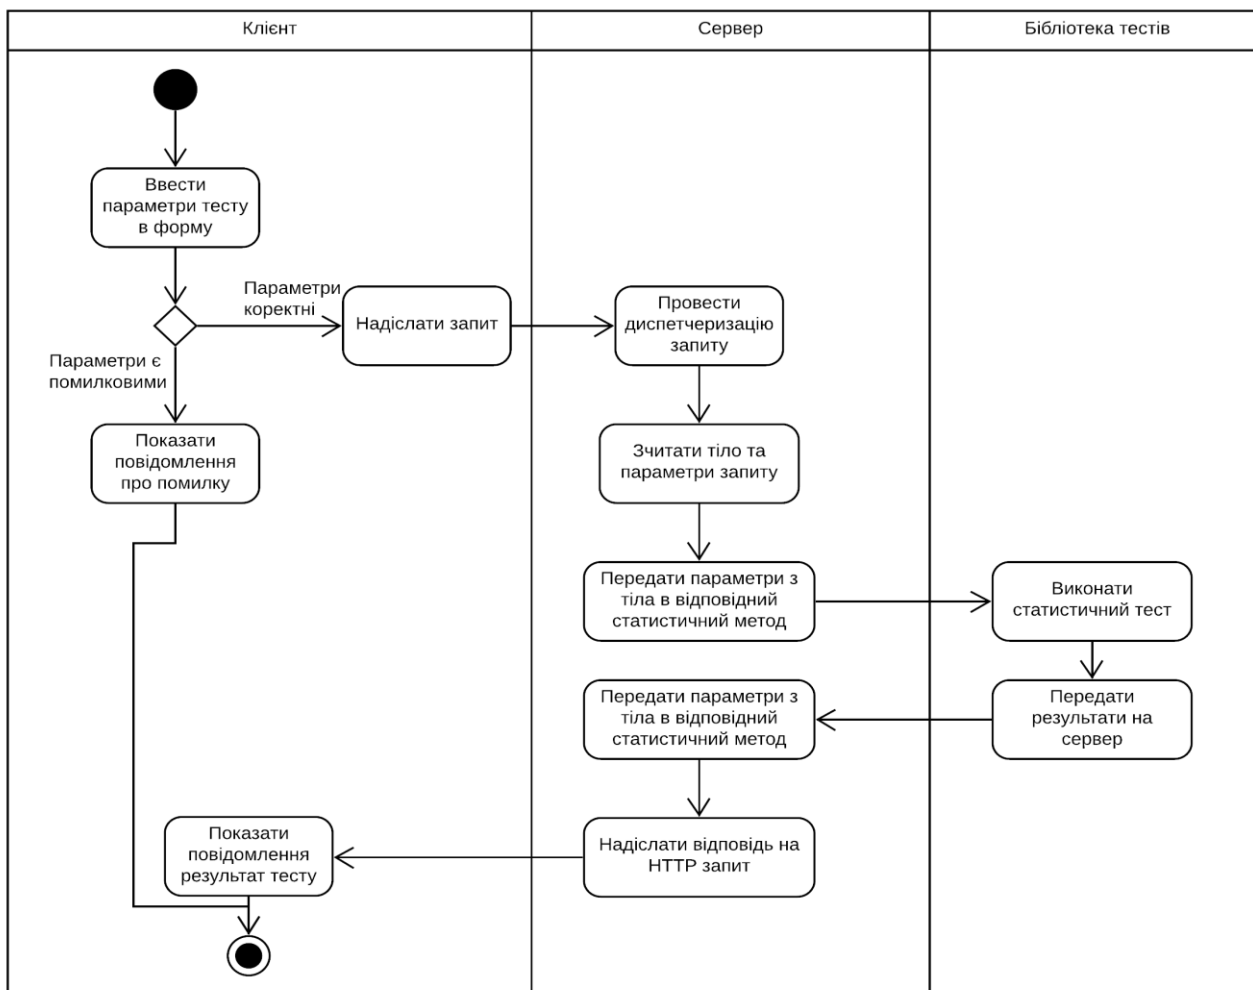 Клієнт
Сервер
Бібліотека тестів
Ввести
параметри тесту
в форму
Параметри
коректні
Надіслати запит
Провести
диспетчеризацію
запиту
Параметри є
помилковими
Показати
повідомлення
про помилку
Зчитати тіло та
параметри запиту
Передати параметри з
тіла в відповідний
статистичний метод
Виконати
статистичний тест
Передати параметри з
тіла в відповідний
статистичний метод
Передати
результати на
сервер
Показати
повідомлення
результат тесту
Надіслати відповідь на
HTTP запит